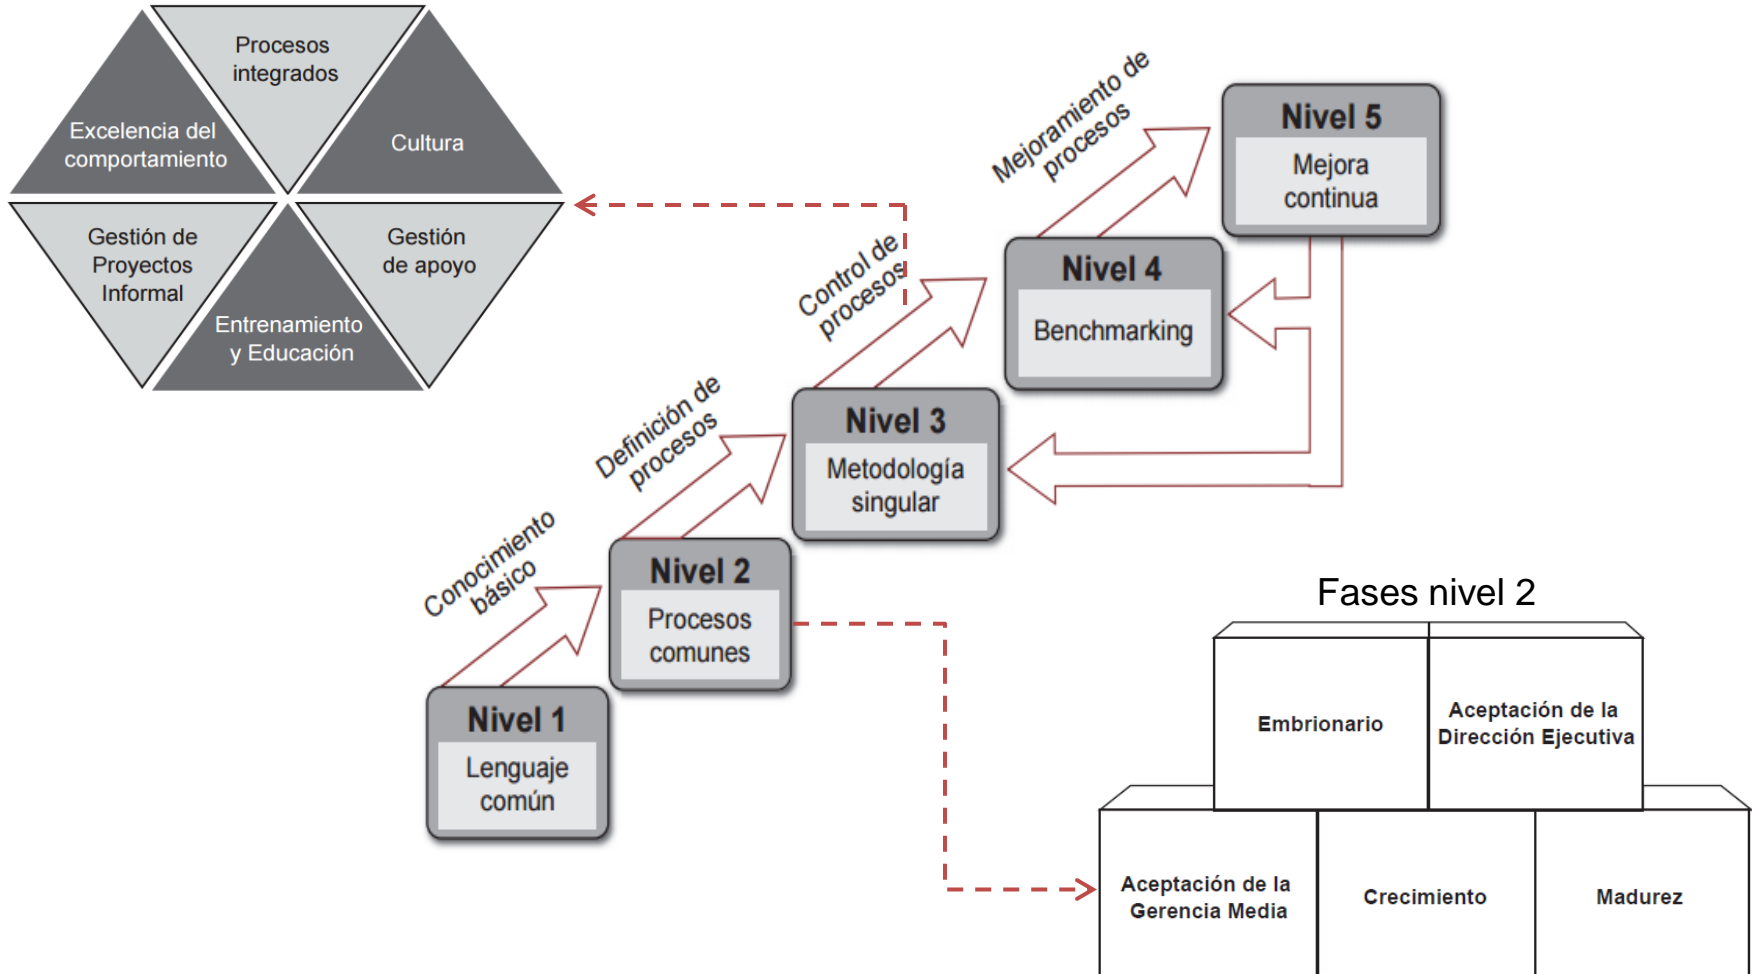 Procesos
integrados
Excelencia del
comportamiento
Cultura
Gestión de
Proyectos
Informal
Gestión
de apoyo
Entrenamiento
y Educación
Mejoramiento de
procesos
Nivel 5
Mejora
continua
Control de
procesos
Nivel 4
Benchmarking
Definición de
procesos
Nivel 3
Metodología
singular
Conocimiento
básico
Nivel 2
Procesos
comunes
Nivel 1
Lenguaje
común
Fases nivel 2
Embrionario
Aceptación de la
Dirección Ejecutiva
Aceptación de la
Gerencia Media
Crecimiento
Madurez